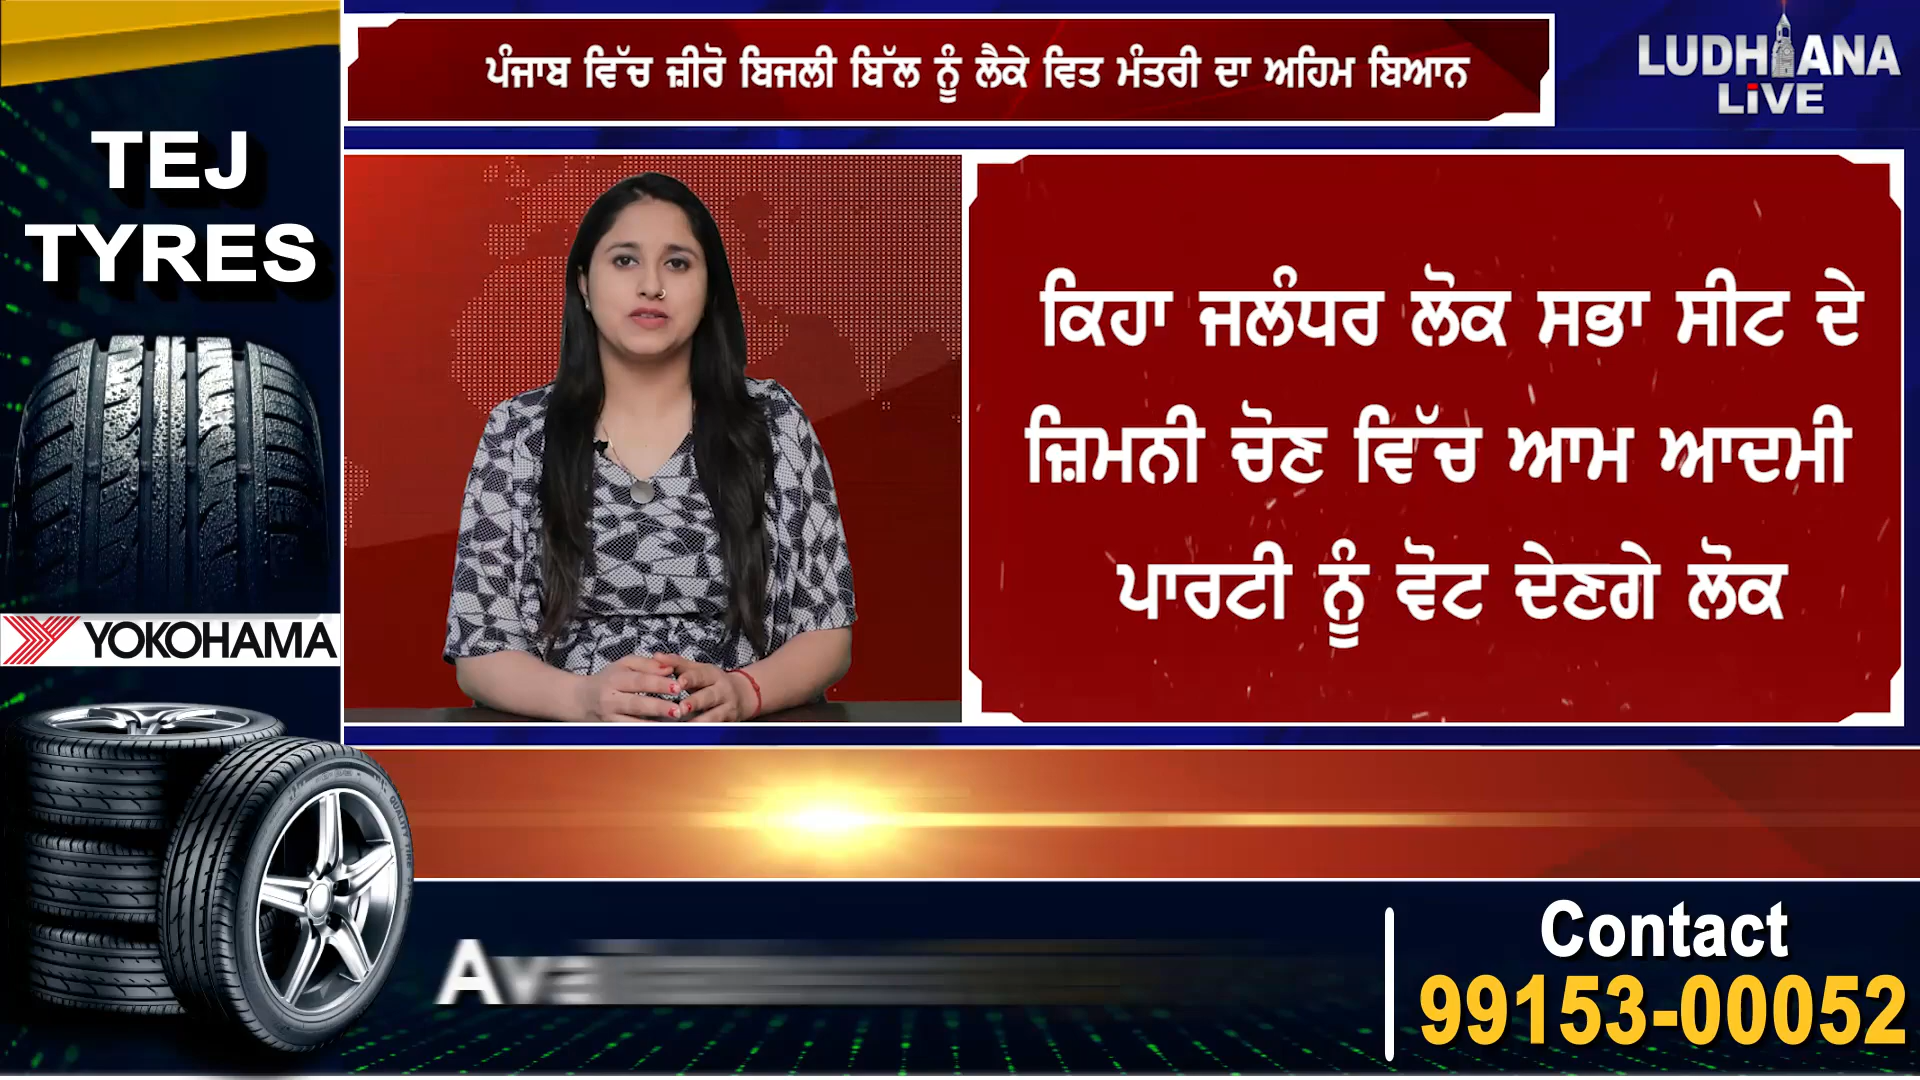 ਪੰਜਾਬ ਵਿੱਚ ਜ਼ੀਰੋ ਬਿਜਲੀ ਬਿੱਲ ਨੂੰ ਲੈਕੇ ਵਿਤ ਮੰਤਰੀ ਦਾ ਅਹਿਮ ਬਿਆਨ
LUDHIANA
LiVE
TEJ
TYRES
YOKOHAMA
ਕਿਹਾ ਜਲੰਧਰ ਲੋਕ ਸਭਾ ਸੀਟ ਦੇ
ਜ਼ਿਮਨੀ ਚੋਣ ਵਿੱਚ ਆਮ ਆਦਮੀ
ਪਾਰਟੀ ਨੂੰ ਵੋਟ ਦੇਣਗੇ ਲੋਕ
Contact
99153-00052